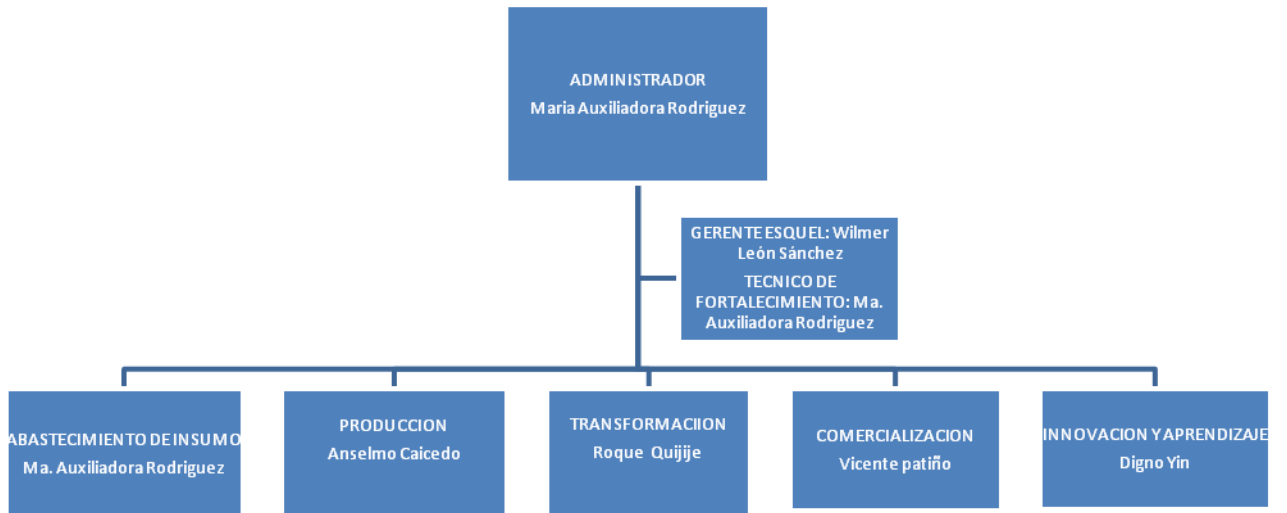 ADMINISTRADOR
Maria Auxiliadora Rodriguez
GERENTE ESQUEL: Wilmer
León Sánchez
TECNICO DE
FORTALECIMIENTO: Ma.
Auxiliadora Rodriguez
ABASTECIMIENTO DE INSUMO
Ma. Auxiliadora Rodriguez
PRODUCCION
Anselmo Caicedo
TRANSFORMACIION
Roque Quijije
COMERCIALIZACION
Vicente patiño
INNOVACION Y APRENDIZAJE
Digno Yin